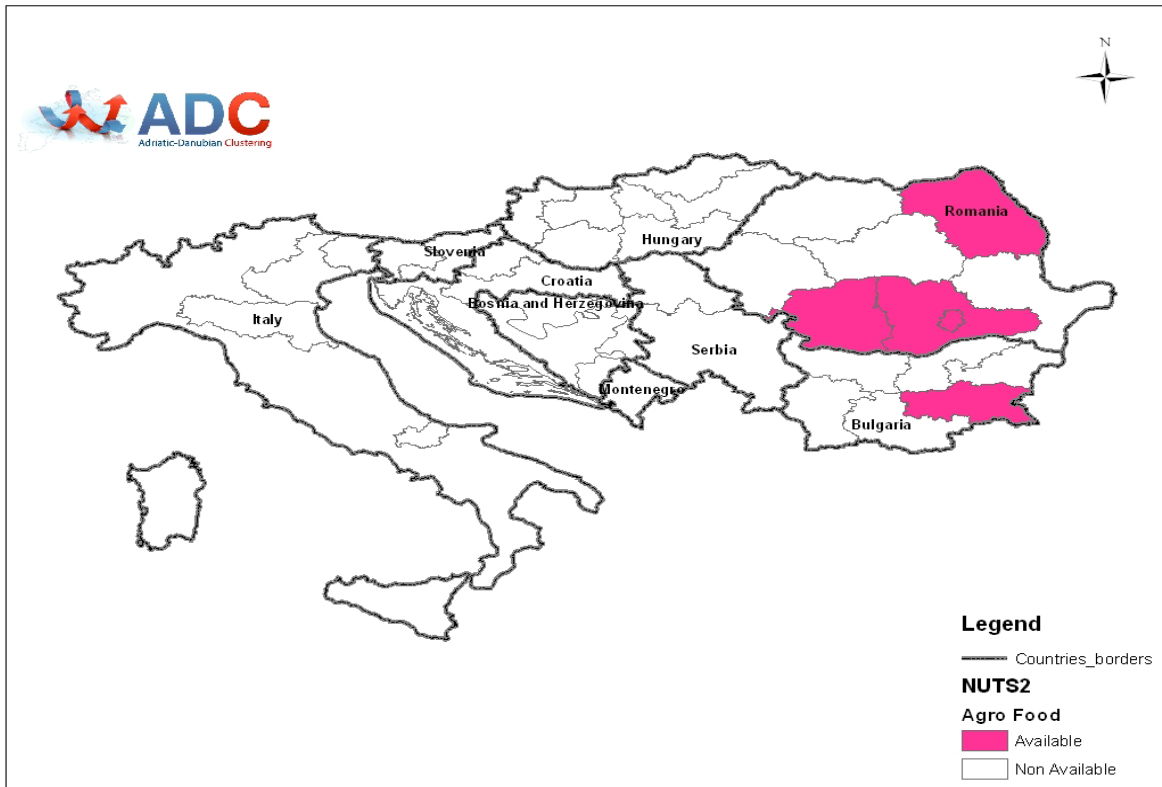 N
ADC
Adriatic-Danubian Clustering
Romania
Hungary
Slovenia
Croatia
Bosnia and Herzegovina
Italy
Serbia
Montenegro
Bulgaria
Legend
Countries_borders
NUTS2
Agro Food
Available
Non Available